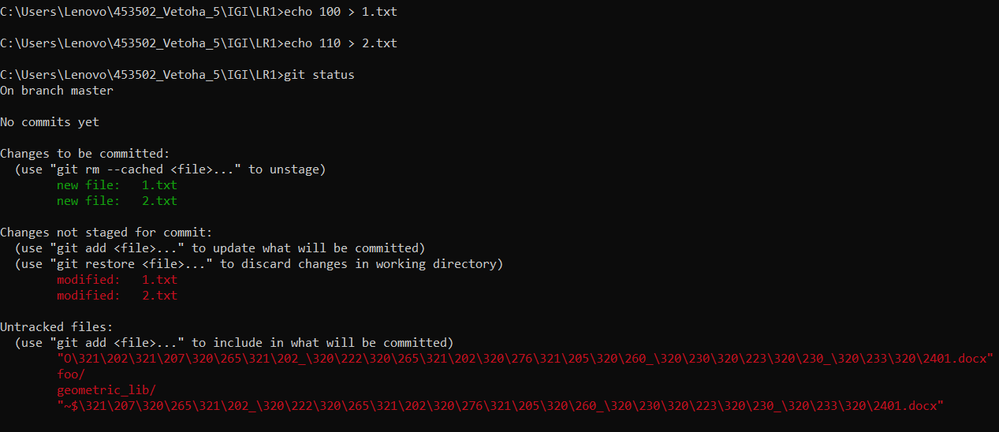 C:\Users\Lenovo\453502_Vetoha_5\IGI\LR1>echo 100 > 1.txt
C:\Users\Lenovo\453502_Vetoha_5\IGI\LR1>echo 110 > 2.txt
C:\Users\Lenovo\453502_Vetoha_5\IGI\LR1>git status
On branch master
No commits yet
Changes to be committed:
  (use "git rm --cached <file>..." to unstage)
        new file:   1.txt
        new file:   2.txt
Changes not staged for commit:
  (use "git add <file>..." to update what will be committed)
  (use "git restore <file>..." to discard changes in working directory)
        modified:   1.txt
        modified:   2.txt
Untracked files:
  (use "git add <file>..." to include in what will be committed)
        "O\321\202\321\207\320\265\321\202_\320\222\320\265\321\202\320\276\321\205\320\260_\320\230\320\223\320\230_\320\233\320\2401.docx"
        foo/
        geometric_lib/
        "~$\321\207\320\265\321\202_\320\222\320\265\321\202\320\276\321\205\320\260_\320\230\320\223\320\230_\320\233\320\2401.docx"